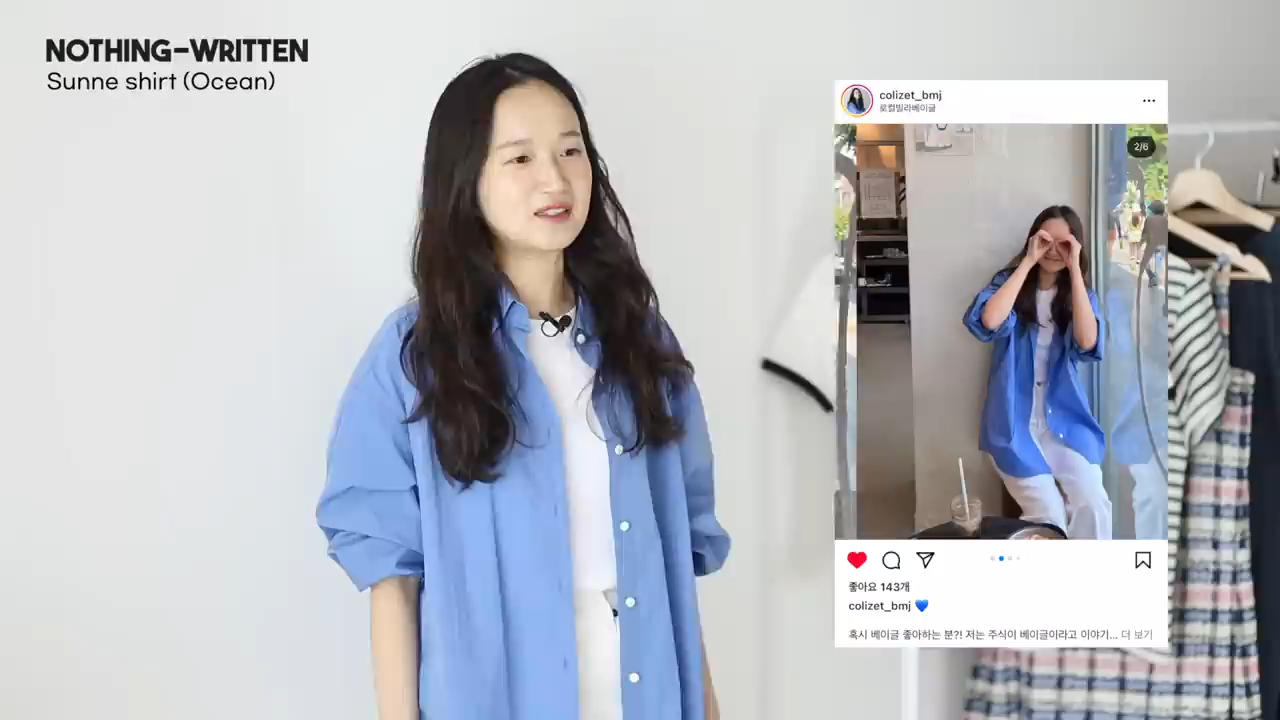 NOTHING-WRITTEN
Sunne shirt (Ocean)
colizet_bmj
로컬빌라베이글
2/6
좋아요 143개
colizet_bmj 💙
혹시 베이글 좋아하는 분?! 저는 주식이 베이글이라고 이야기... 더 보기